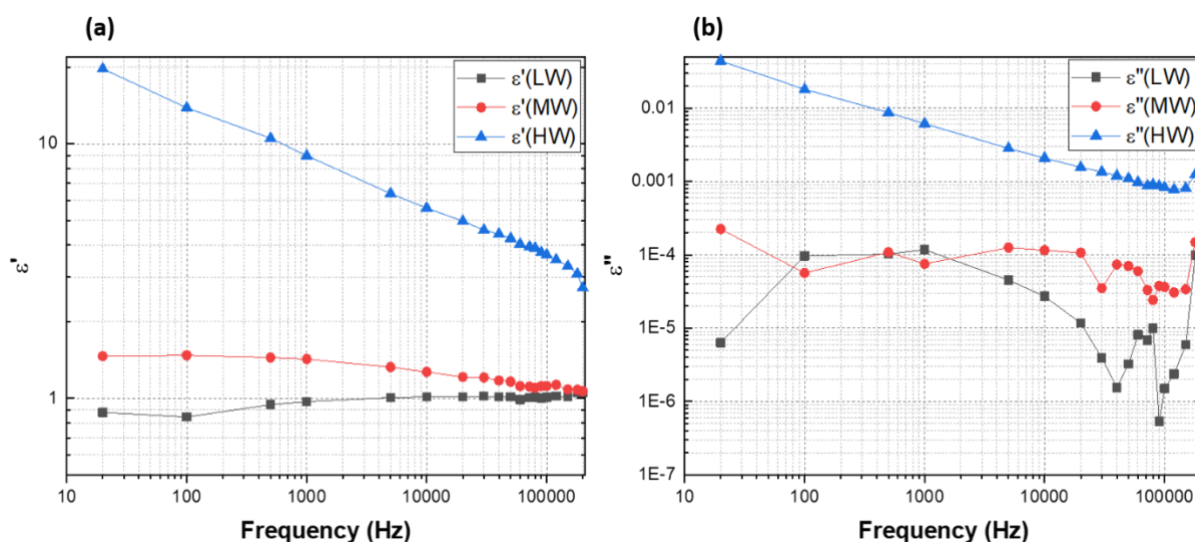 (a)
ε'(LW)
ε'(MW)
ε'(HW)
10
1
ε'
10
100
1000
10000
100000
Frequency (Hz)
(b)
ε"(LW)
ε"(MW)
ε"(HW)
0.01
0.001
1E-4
1E-5
1E-6
1E-7
ε"
10
100
1000
10000
100000
Frequency (Hz)